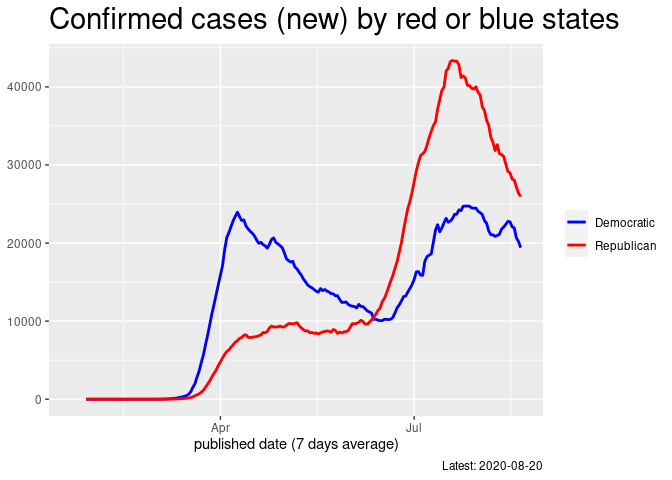 Confirmed cases (new) by red or blue states
40000
30000
20000
10000
0
Democratic
Republican
Apr
Jul
published date (7 days average)
Latest: 2020-08-20